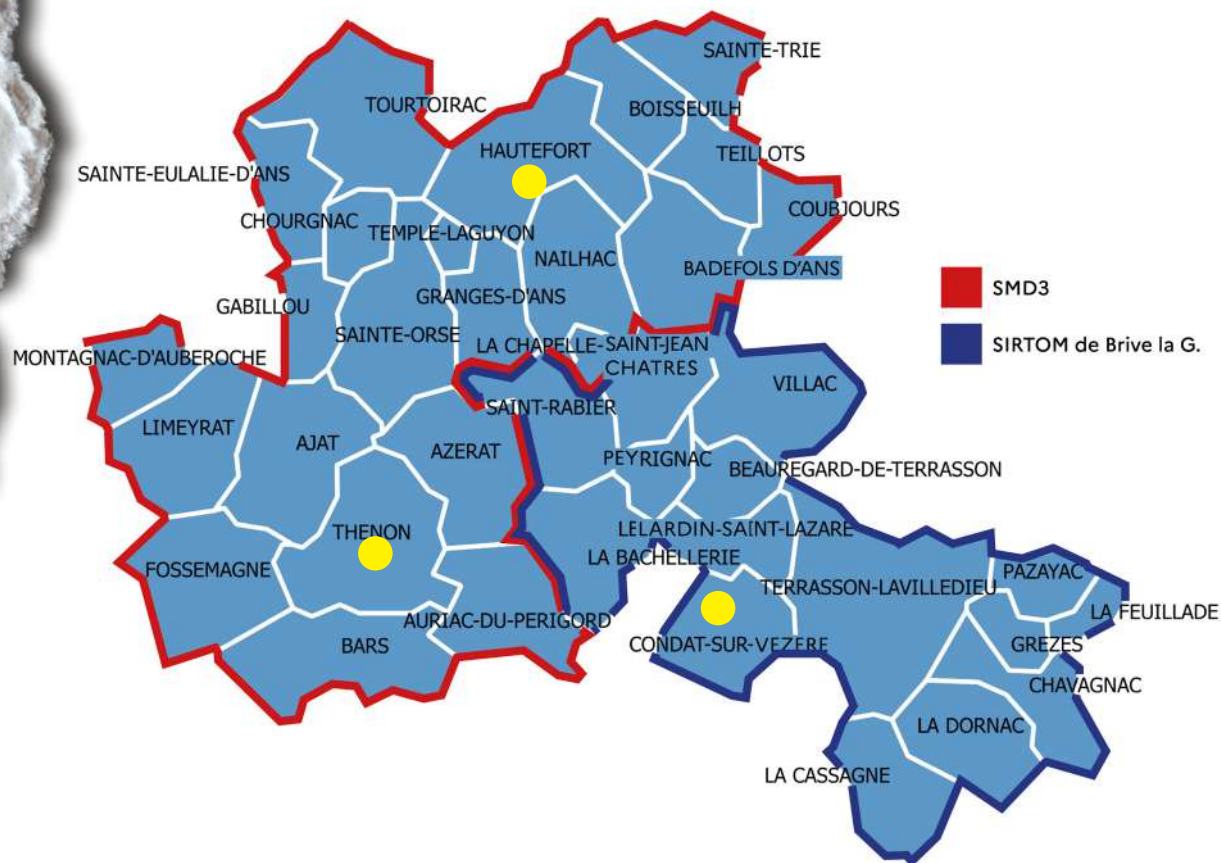 SAINTE-TRIE
TOURTOIRAC
BOISSEUILH
HAUTEFORT
TEILLOTS
SAINTE-EULALIE-D'ANS
COUBJOURS
CHOURGNAC
TEMPLE-LAGUYON
NAILHAC
BADEFOLS D'ANS
GRANGES-D'ANS
GABILLOU
SAINTE-ORSE
LA CHAPELLE-SAINT-JEAN
MONTAGNAC-D'AUBEROCHE
CHATRES
VILLAC
SAINT-RABIER
LIMEYRAT
AJAT
AZERAT
PEYRIGNAC
BEAUREGARD-DE-TERRASSON
THENON
LELARDIN-SAINT-LAZARE
LA BACHELLERIE
FOSSEMAGNE
TERRASSON-LAVILLEDIEU
PAZAYAC
LA FEUILLADE
AURIAC-DU-PERIGORD
BARS
CONDAT-SUR-VEZERE
GREZES
CHAVAGNAC
LA DORNAC
LA CASSAGNE
SMD3
SIRTOM de Brive la G.